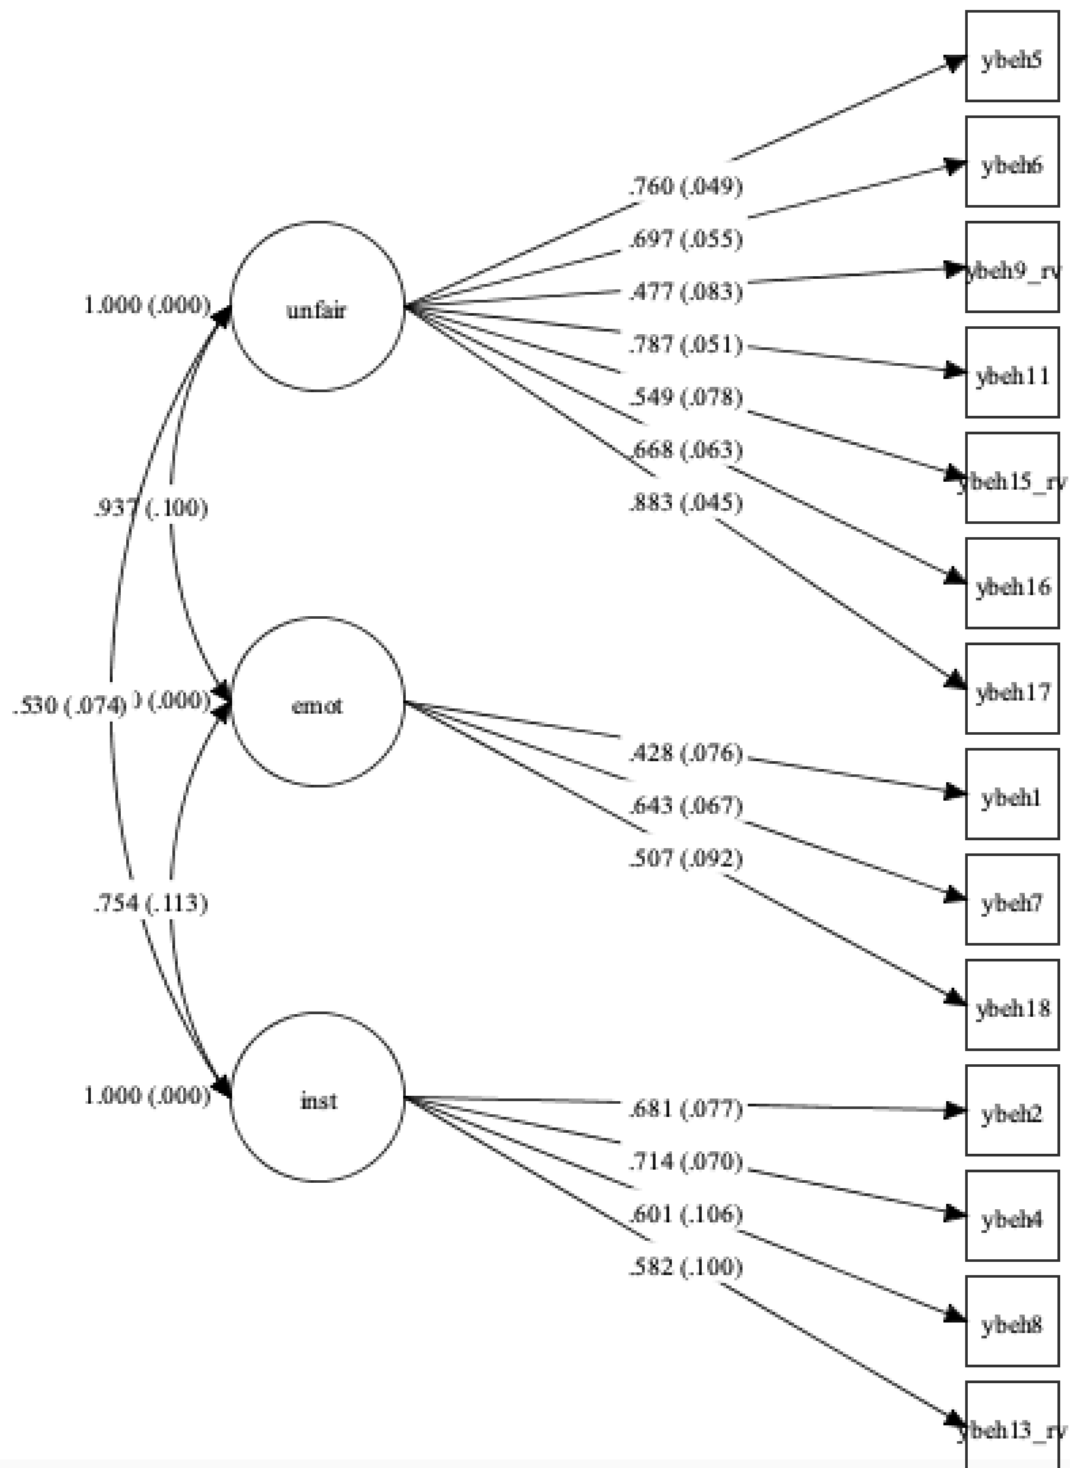 ybeh5
ybeh6
.760 (.049)
.697 (.055)
ybeh9_rv
.477 (.083)
1.000 (.000)
unfair
.787 (.051)
ybeh11
.549 (.078)
.668 (.063)
ybeh15_rv
.883 (.045)
.937 (.100)
ybeh16
ybeh17
.530 (.074)
) (.000)
emot
.428 (.076)
ybeh1
.643 (.067)
.507 (.092)
ybeh7
.754 (.113)
ybeh18
1.000 (.000)
inst
.681 (.077)
ybeh2
.714 (.070)
.601 (.106)
ybeh4
.582 (.100)
ybeh8
ybeh13_rv